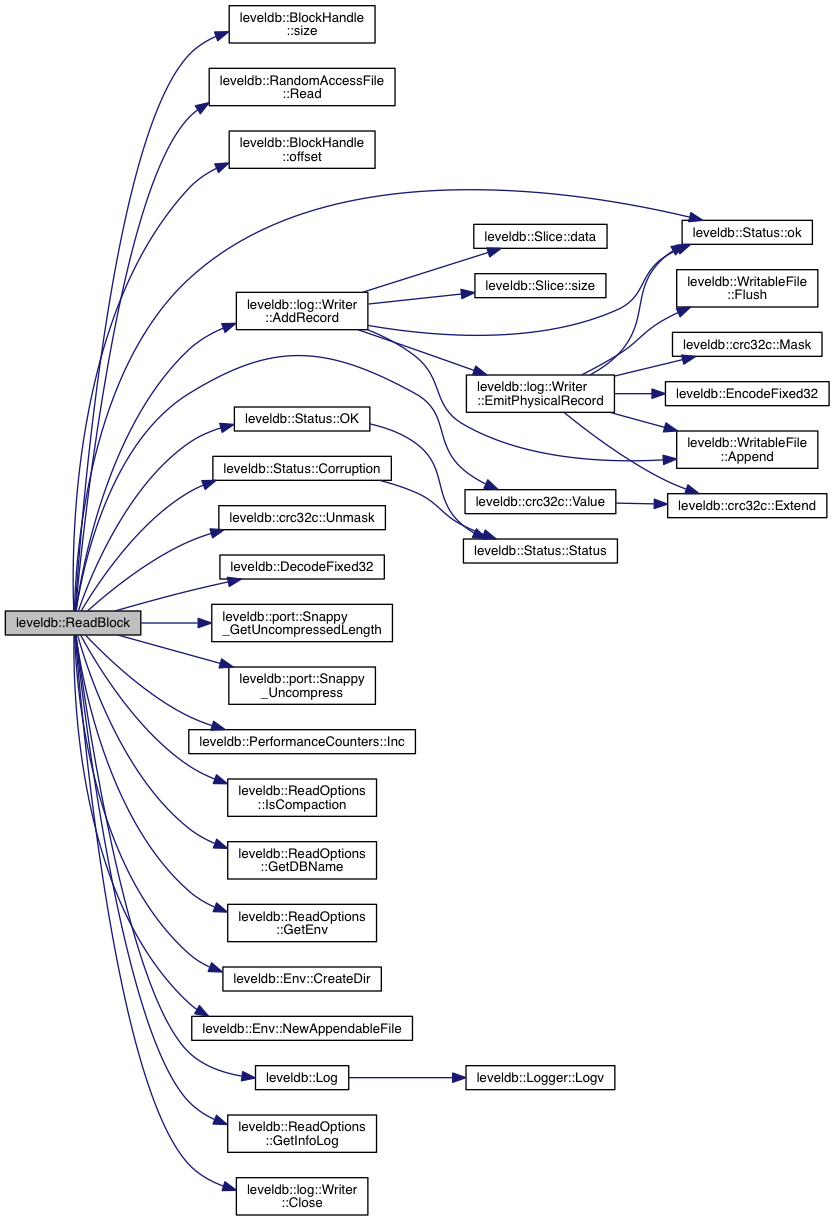 leveldb::BlockHandle
::size
leveldb::RandomAccessFile
::Read
leveldb::BlockHandle
::offset
leveldb::Status::ok
leveldb::Slice::data
leveldb::Slice::size
leveldb::WritableFile
::Flush
leveldb::log::Writer
::AddRecord
leveldb::crc32c::Mask
leveldb::log::Writer
::EmitPhysicalRecord
leveldb::EncodeFixed32
leveldb::Status::OK
leveldb::WritableFile
::Append
leveldb::Status::Corruption
leveldb::crc32c::Value
leveldb::crc32c::Extend
leveldb::crc32c::Unmask
leveldb::Status::Status
leveldb::DecodeFixed32
leveldb::ReadBlock
leveldb::port::Snappy
_GetUncompressedLength
leveldb::port::Snappy
_Uncompress
leveldb::PerformanceCounters::Inc
leveldb::ReadOptions
::IsCompaction
leveldb::ReadOptions
::GetDBName
leveldb::ReadOptions
::GetEnv
leveldb::Env::CreateDir
leveldb::Env::NewAppendableFile
leveldb::Log
leveldb::Logger::Logv
leveldb::ReadOptions
::GetInfoLog
leveldb::log::Writer
::Close